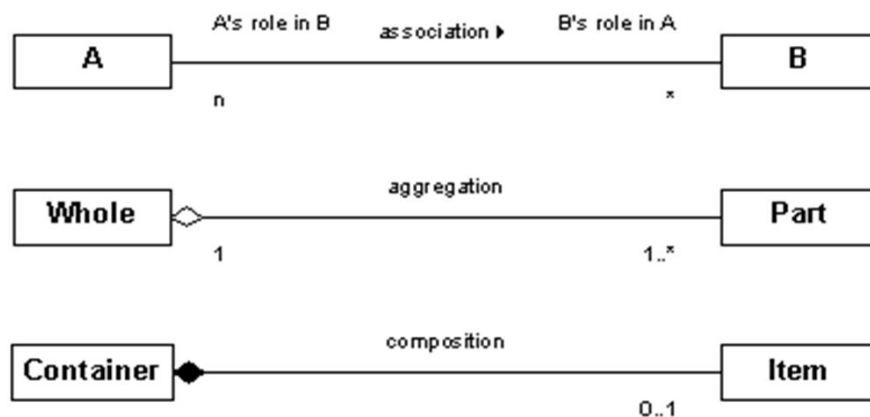 A's role in B association ▶ B's role in A
A B
n *
aggregation
Whole Part
1 1..*
composition
Container Item
0..1